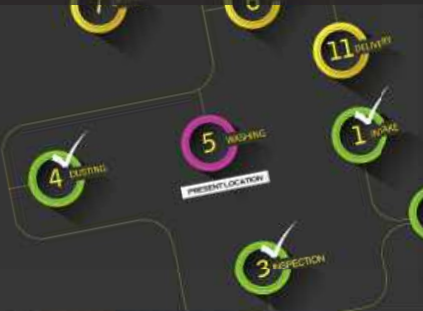 11 DELIVERY
5 WASHING
1 INTAKE
4 DUSTING
PRESENT LOCATION
3 INSPECTION